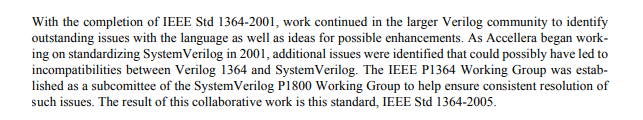 With the completion of IEEE Std 1364-2001, work continued in the larger Verilog community to identify
outstanding issues with the language as well as ideas for possible enhancements. As Accellera began work-
ing on standardizing SystemVerilog in 2001, additional issues were identified that could possibly have led to
incompatibilities between Verilog 1364 and SystemVerilog. The IEEE P1364 Working Group was estab-
lished as a subcomittee of the SystemVerilog P1800 Working Group to help ensure consistent resolution of
such issues. The result of this collaborative work is this standard, IEEE Std 1364-2005.